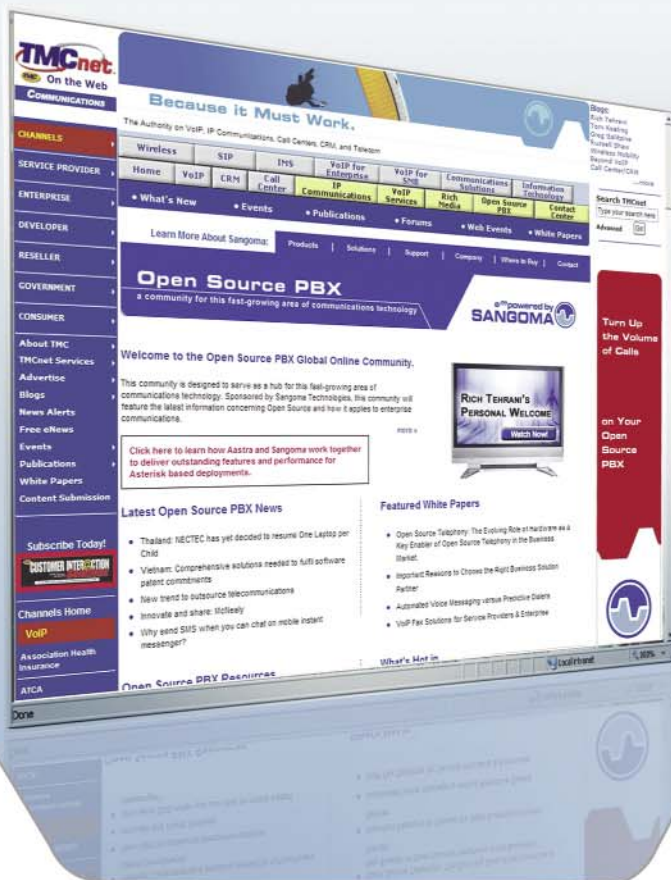 TMCnet
TMC On the Web
COMMUNICATIONS
Because it Must Work.
The Authority on VoIP, IP Communications, Call Centers, CRM, and Telecom
Blogs:
Rich Tehrani
Tom Keating
Greg Galitzine
Russell Shaw
Wireless Mobility
Beyond VoIP
Call Center/CRM
...more
Search TMCnet
Type your search here
Advanced Go!
CHANNELS
SERVICE PROVIDER
ENTERPRISE
DEVELOPER
RESELLER
GOVERNMENT
CONSUMER
About TMC
TMCnet Services
Advertise
Blogs
News Alerts
Free eNews
Events
Publications
White Papers
Content Submission
Subscribe Today!
CUSTOMER INTER@CTION
Channels Home
VoIP
Association Health
Insurance
ATCA
Wireless SIP IMS VoIP for Enterprise VoIP for SMB Communications Solutions Information Technology
Home VoIP CRM Call Center IP Communications VoIP Services Rich Media Open Source PBX Contact Center
• What's New • Events • Publications • Forums • Web Events • White Papers
Learn More About Sangoma: Products | Solutions | Support | Company | Where to Buy | Contact
Open Source PBX
a community for this fast-growing area of communications technology
powered by
SANGOMA
Welcome to the Open Source PBX Global Online Community.
This community is designed to serve as a hub for this fast-growing area of
communications technology. Sponsored by Sangoma Technologies, this community will
feature the latest information concerning Open Source and how it applies to enterprise
communications.
more »
Click here to learn how Aastra and Sangoma work together
to deliver outstanding features and performance for
Asterisk based deployments.
RICH TEHRANI'S
PERSONAL WELCOME
Watch Now!
Latest Open Source PBX News
• Thailand: NECTEC has yet decided to resume One Laptop per
Child
• Vietnam: Comprehensive solutions needed to fulfil software
patent commitments
• New trend to outsource telecommunications
• Innovate and share: McNealy
• Why send SMS when you can chat on mobile instant
messenger?
Open Source PBX Resources
Featured White Papers
• Open Source Telephony: The Evolving Role of Hardware as a
Key Enabler of Open Source Telephony in the Business
Market.
• Important Reasons to Choose the Right Business Solution
Partner
• Automated Voice Messaging versus Predictive Dialers
• VoIP Fax Solutions for Service Providers & Enterprise
What's Hot in
Turn Up
the Volume
of Calls
on Your
Open
Source
PBX
Done
Local intranet